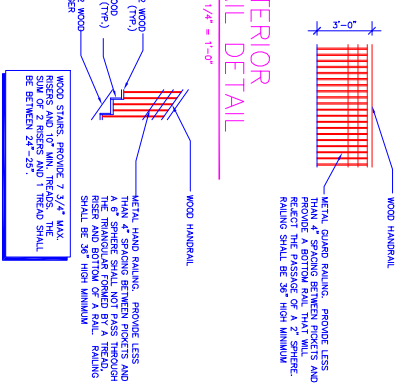 WOOD HANDRAIL
3'-0"
METAL GUARD RAILING. PROVIDE LESS
THAN 4" SPACING BETWEEN PICKETS AND
PROVIDE A BOTTOM RAIL THAT WILL
REJECT THE PASSAGE OF A 2" SPHERE.
RAILING SHALL BE 36" HIGH MINIMUM
TERIOR
IL DETAIL
1/4" = 1'-0"
WOOD HANDRAIL
2 WOOD
(TYP.)
OOD
(TYP.)
2 WOOD
GER
METAL HAND RAILING. PROVIDE LESS
THAN 4" SPACING BETWEEN PICKETS AND
A 6" SPHERE SHALL NOT PASS THROUGH
THE TRIANGULAR FORMED BY A TREAD,
RISER AND BOTTOM OF A RAIL. RAILING
SHALL BE 36" HIGH MINIMUM
WOOD STAIRS. PROVIDE 7 3/4" MAX.
RISERS AND 10" MIN. TREADS. THE
SUM OF 2 RISERS AND 1 TREAD SHALL
BE BETWEEN 24"-25".